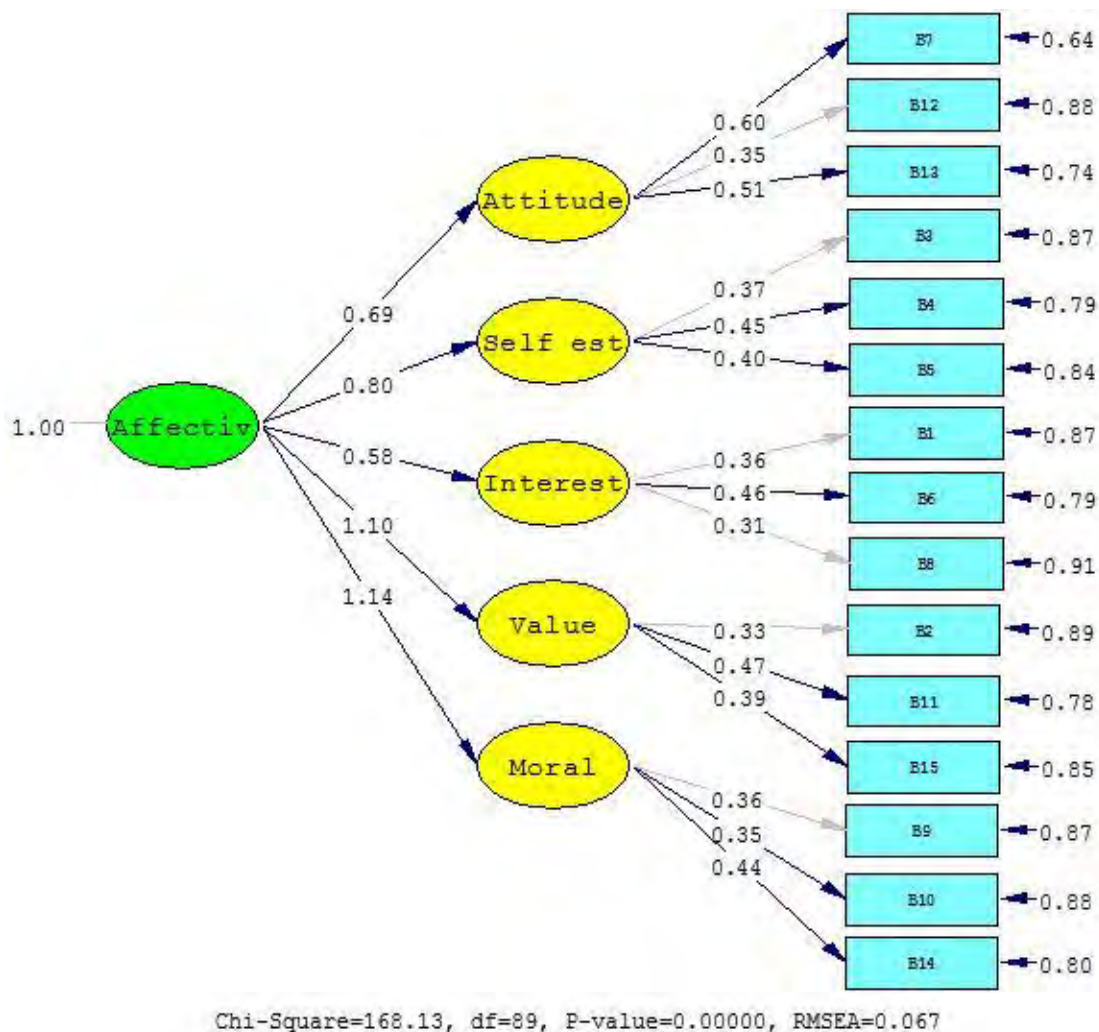 B7
0.64
B12
0.88
0.60
0.35
B13
0.74
0.51
Attitude
B3
0.87
0.37
B4
0.79
0.69
0.45
Self est
0.40
B5
0.84
0.80
Affectiv
1.00
B1
0.87
0.58
0.36
Interest
0.46
B6
0.79
0.31
B8
0.91
1.10
1.14
Value
0.33
B2
0.89
0.47
0.39
B11
0.78
Moral
B15
0.85
0.36
0.35
0.44
B9
0.87
B10
0.88
B14
0.80
Chi-Square=168.13, df=89, P-value=0.00000, RMSEA=0.067